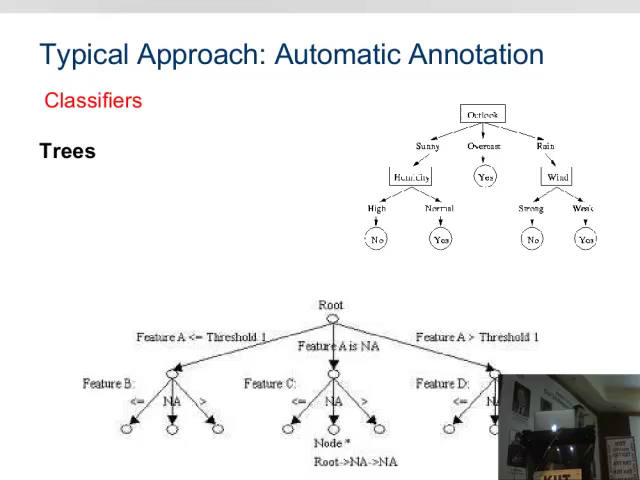 Typical Approach: Automatic Annotation
Classifiers
Trees
Outlook
Sunny Overcast Rain
Humidity Yes Wind
High Normal Strong Weak
No Yes No Yes
Root
Feature A <= Threshold 1 Feature A is NA Feature A > Threshold 1
Feature B: Feature C: Feature D:
<= NA > <= NA > <=
Node *
Root->NA->NA
KIIT